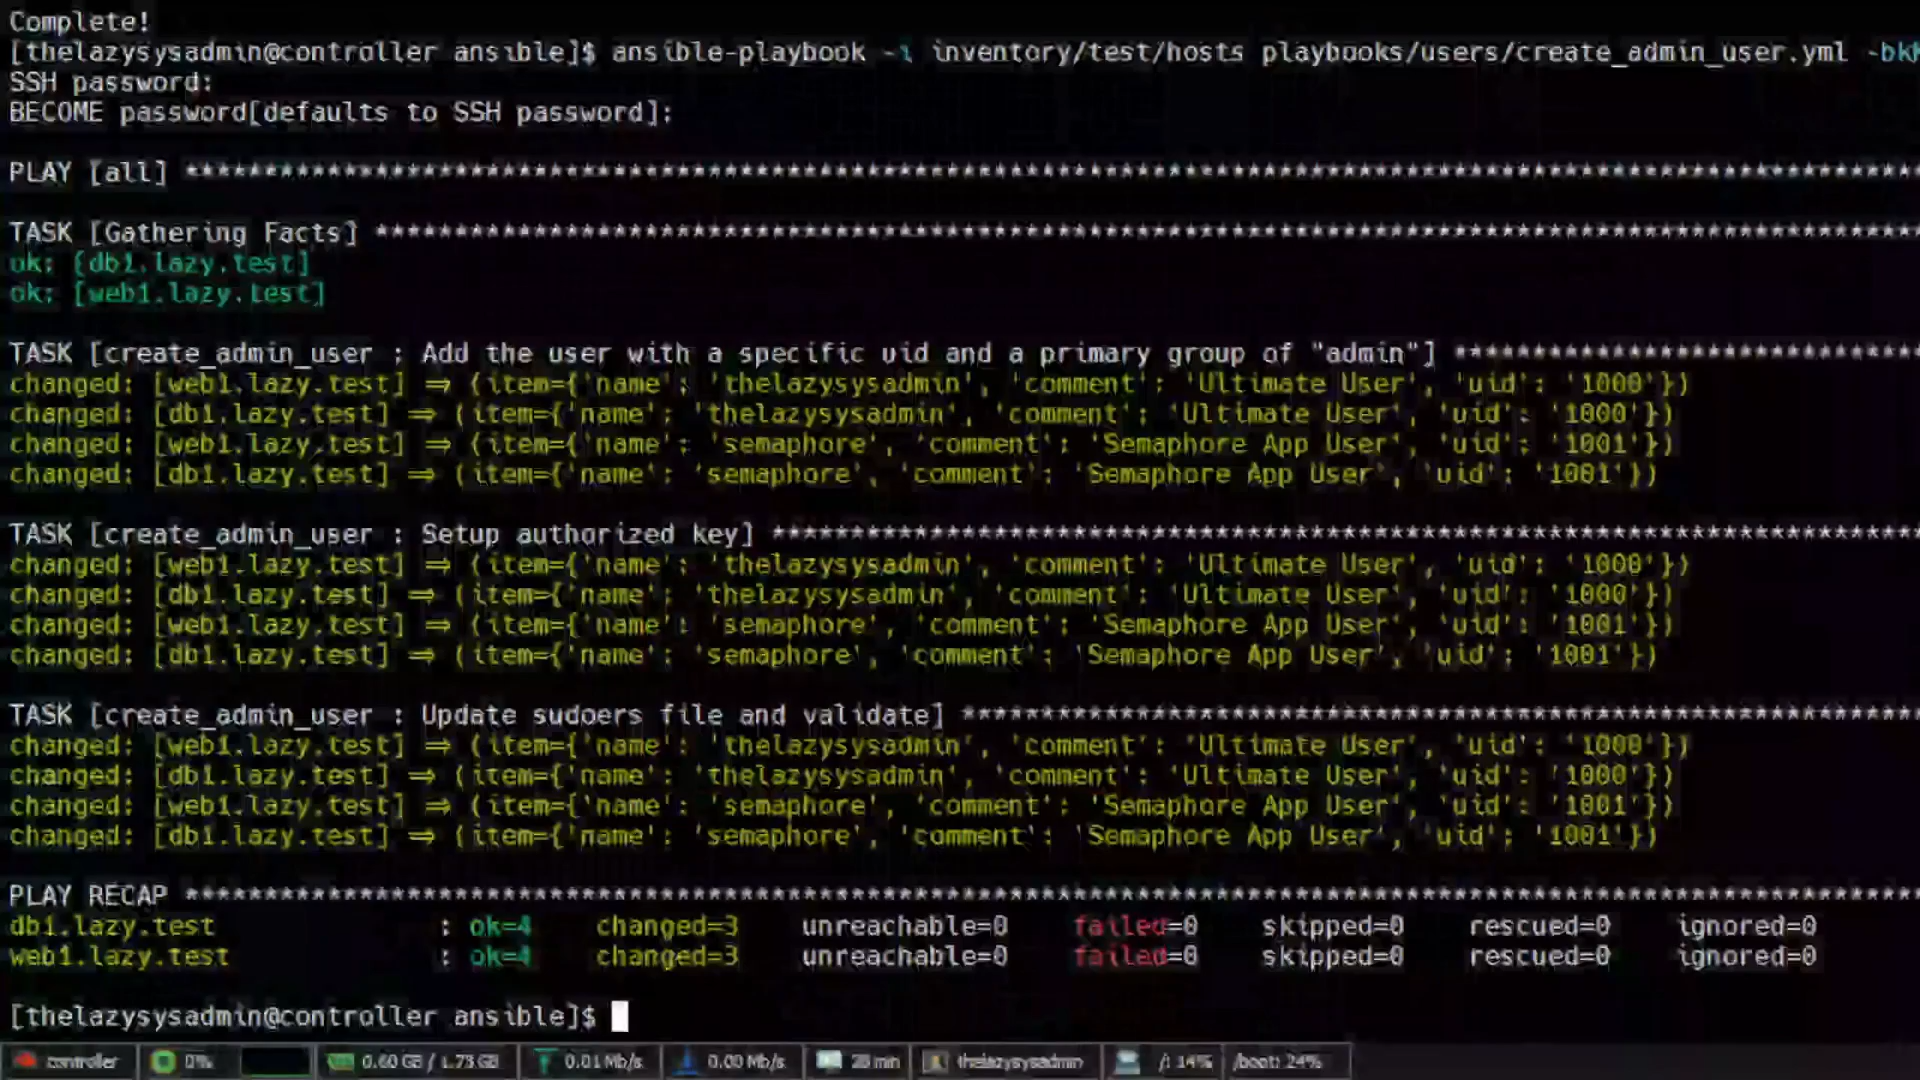 Complete!
[thelazysysadmin@controller ansible]$ ansible-playbook -i inventory/test/hosts playbooks/users/create_admin_user.yml -bkK
SSH password:
BECOME password[defaults to SSH password]:
PLAY [all] ******************************************************************************************************************************
TASK [Gathering Facts] ******************************************************************************************************************
ok: [db1.lazy.test]
ok: [web1.lazy.test]
TASK [create_admin_user : Add the user with a specific uid and a primary group of "admin"] **********************************************
changed: [web1.lazy.test] => (item={'name': 'thelazysysadmin', 'comment': 'Ultimate User', 'uid': '1000'})
changed: [db1.lazy.test] => (item={'name': 'thelazysysadmin', 'comment': 'Ultimate User', 'uid': '1000'})
changed: [web1.lazy.test] => (item={'name': 'semaphore', 'comment': 'Semaphore App User', 'uid': '1001'})
changed: [db1.lazy.test] => (item={'name': 'semaphore', 'comment': 'Semaphore App User', 'uid': '1001'})
TASK [create_admin_user : Setup authorized key] *****************************************************************************************
changed: [web1.lazy.test] => (item={'name': 'thelazysysadmin', 'comment': 'Ultimate User', 'uid': '1000'})
changed: [db1.lazy.test] => (item={'name': 'thelazysysadmin', 'comment': 'Ultimate User', 'uid': '1000'})
changed: [web1.lazy.test] => (item={'name': 'semaphore', 'comment': 'Semaphore App User', 'uid': '1001'})
changed: [db1.lazy.test] => (item={'name': 'semaphore', 'comment': 'Semaphore App User', 'uid': '1001'})
TASK [create_admin_user : Update sudoers file and validate] *****************************************************************************
changed: [web1.lazy.test] => (item={'name': 'thelazysysadmin', 'comment': 'Ultimate User', 'uid': '1000'})
changed: [db1.lazy.test] => (item={'name': 'thelazysysadmin', 'comment': 'Ultimate User', 'uid': '1000'})
changed: [web1.lazy.test] => (item={'name': 'semaphore', 'comment': 'Semaphore App User', 'uid': '1001'})
changed: [db1.lazy.test] => (item={'name': 'semaphore', 'comment': 'Semaphore App User', 'uid': '1001'})
PLAY RECAP ******************************************************************************************************************************
db1.lazy.test : ok=4 changed=3 unreachable=0 failed=0 skipped=0 rescued=0 ignored=0
web1.lazy.test : ok=4 changed=3 unreachable=0 failed=0 skipped=0 rescued=0 ignored=0
[thelazysysadmin@controller ansible]$
controller 0% 0.60 GB / 1.73 GB 0.01 Mb/s 0.00 Mb/s 28 min thelazysysadmin /: 14% /boot: 24%